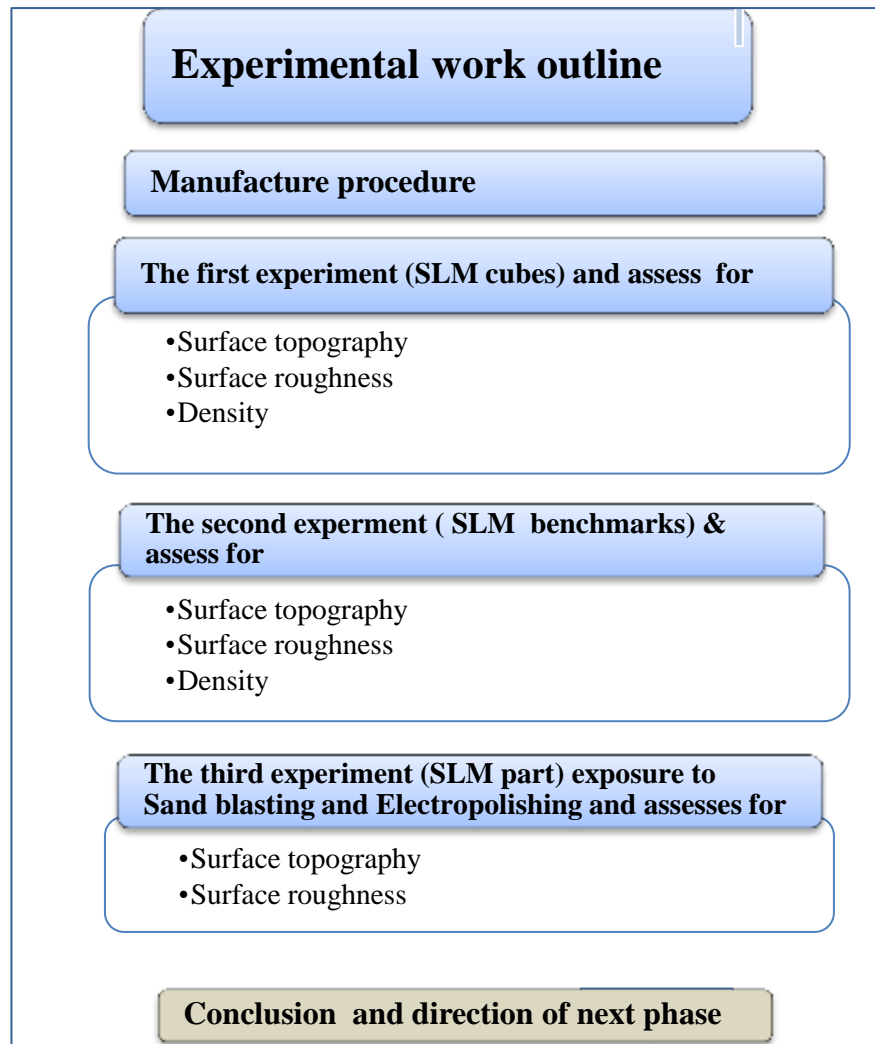 Experimental work outline
Manufacture procedure
The first experiment (SLM cubes) and assess for
•Surface topography
•Surface roughness
•Density
The second experment ( SLM benchmarks) &
assess for
•Surface topography
•Surface roughness
•Density
The third experiment (SLM part) exposure to
Sand blasting and Electropolishing and assesses for
•Surface topography
•Surface roughness
Conclusion and direction of next phase